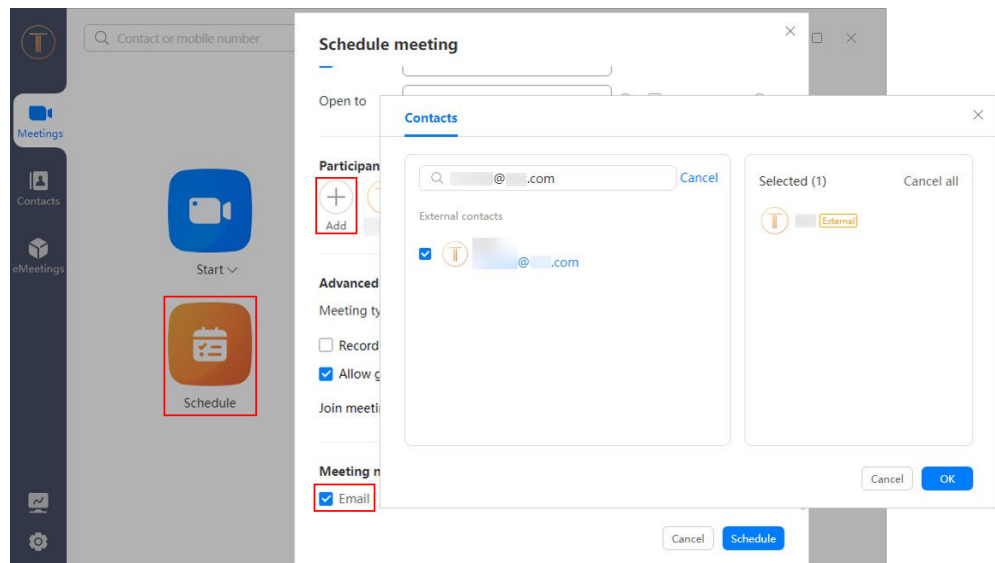 Contact or mobile number
Meetings
Contacts
eMeetings
Start
Schedule
Schedule meeting
Open to
Participan
Add
Advanced
Meeting ty
Record
Allow g
Join meeti
Meeting n
Email
Cancel
Schedule
Contacts
@ .com
Cancel
External contacts
@ .com
Selected (1)
Cancel all
External
Cancel
OK